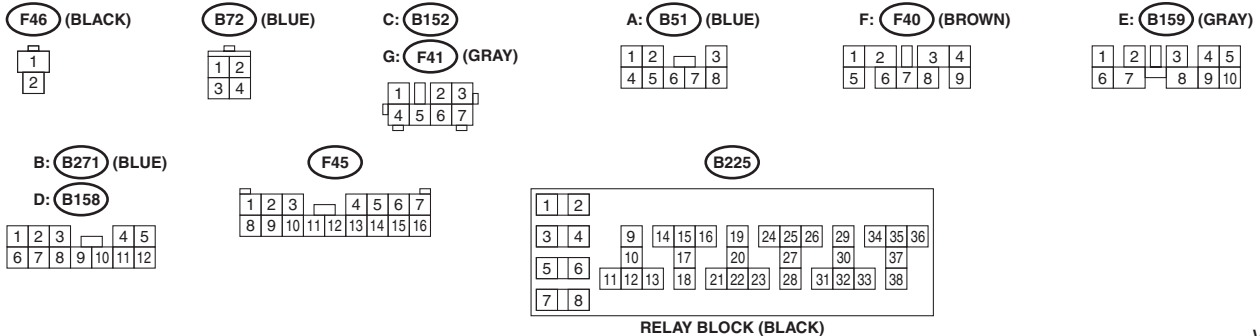 F46 (BLACK)
B72 (BLUE)
C: B152
G: F41 (GRAY)
A: B51 (BLUE)
F: F40 (BROWN)
E: B159 (GRAY)
1
2
1 2
3 4
1 2 3
4 5 6 7
1 2 3
4 5 6 7 8
1 2 3 4
5 6 7 8 9
1 2 3 4 5
6 7 8 9 10
B: B271 (BLUE)
D: B158
F45
B225
1 2 3 4 5
6 7 8 9 10 11 12
1 2 3 4 5 6 7
8 9 10 11 12 13 14 15 16
1 2
3 4 9 14 15 16 19 24 25 26 29 34 35 36
10 17 20 27 30 37
5 6 11 12 13 18 21 22 23 28 31 32 33 38
7 8
RELAY BLOCK (BLACK)